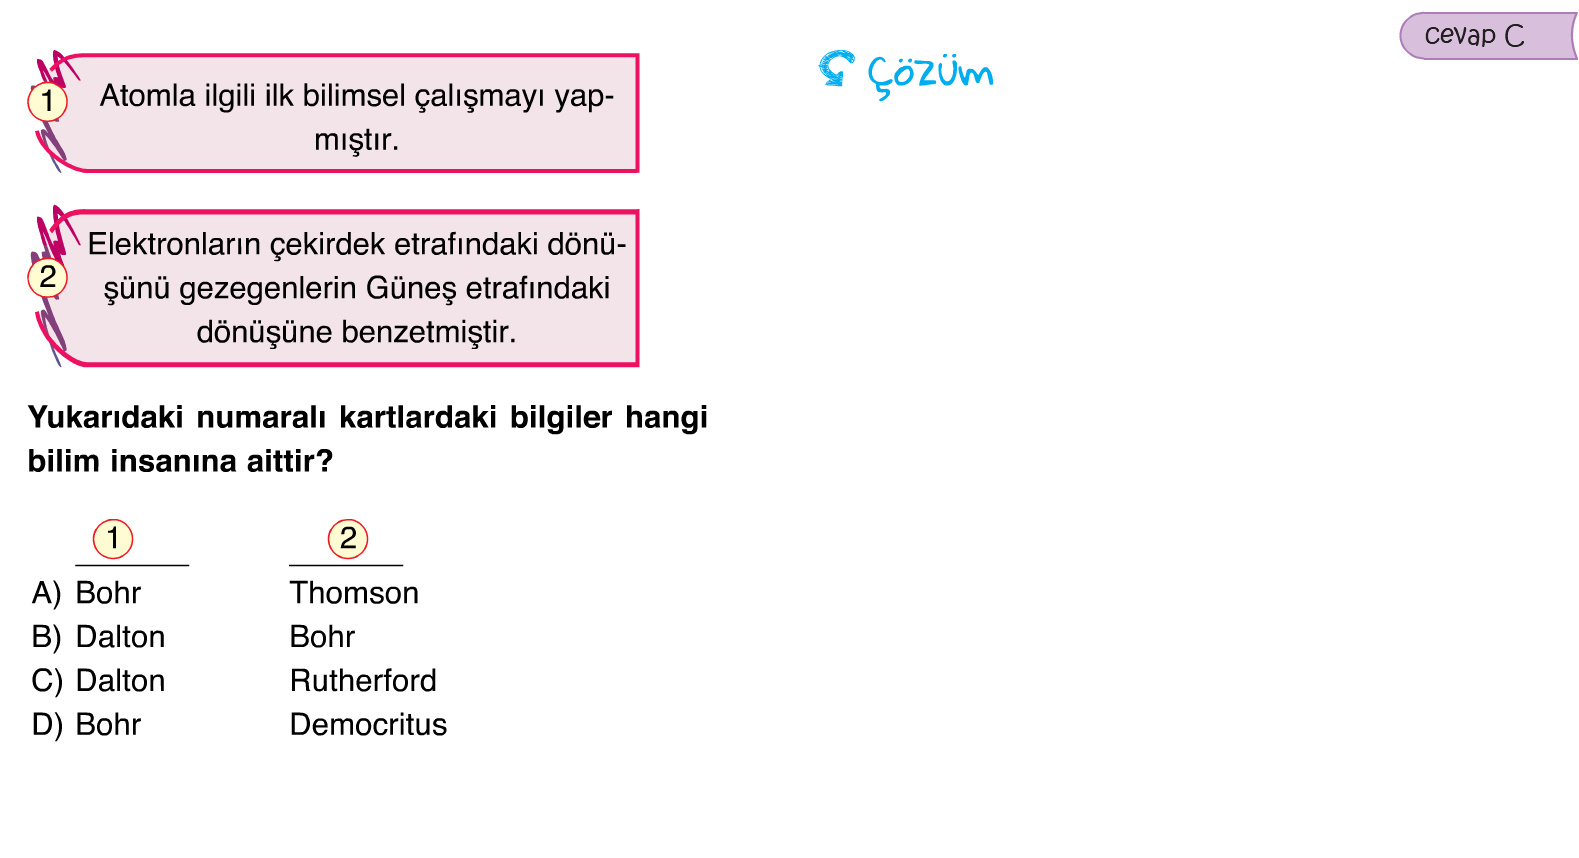 1
Atomla ilgili ilk bilimsel çalışmayı yap-
mıştır.
2
Elektronların çekirdek etrafındaki dönü-
şünü gezegenlerin Güneş etrafındaki
dönüşüne benzetmiştir.
Yukarıdaki numaralı kartlardaki bilgiler hangi
bilim insanına aittir?
1 2
A) Bohr Thomson
B) Dalton Bohr
C) Dalton Rutherford
D) Bohr Democritus
Çözüm
cevap C